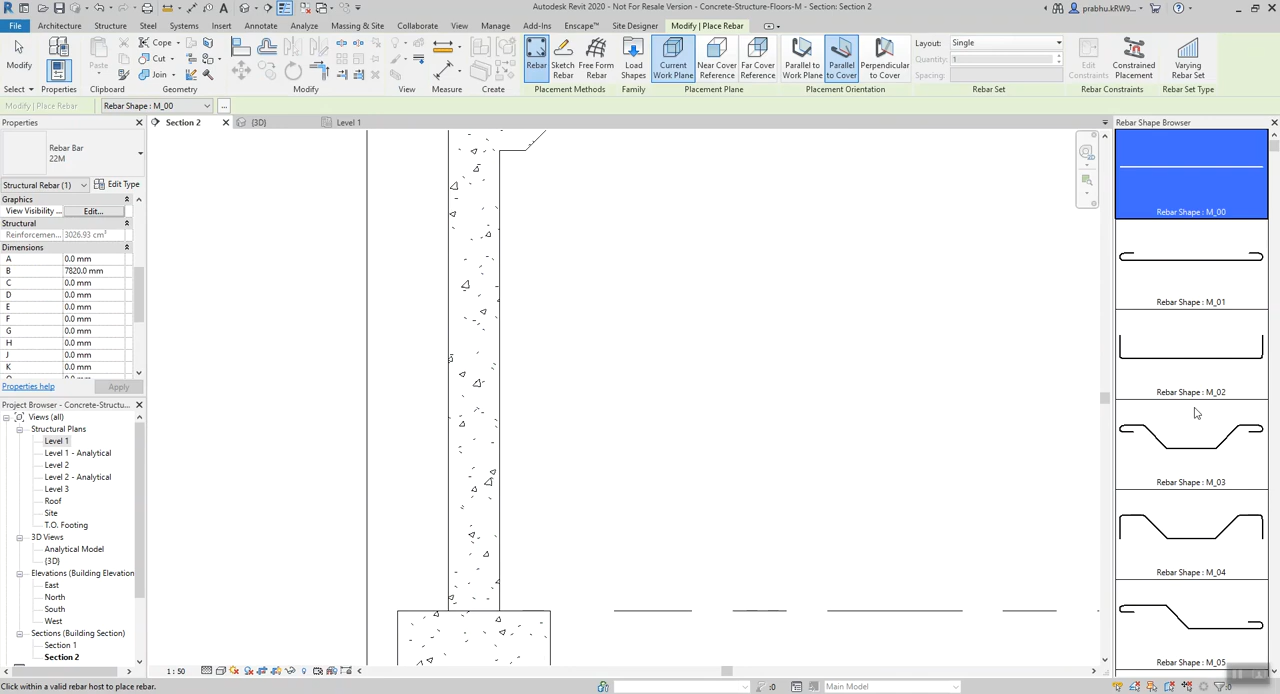 Autodesk Revit 2020 - Not For Resale Version - Concrete-Structure-Floors-M - Section: Section 2
prabhu.kRW9...
File Architecture Structure Steel Systems Insert Annotate Analyze Massing & Site Collaborate View Manage Add-Ins Enscape™ Site Designer Modify | Place Rebar
Modify
Select
Properties
Paste
Clipboard
Cope
Cut
Join
Geometry
Modify
View
Measure
Create
Rebar
Sketch Rebar
Free Form Rebar
Placement Methods
Load Shapes
Family
Current Work Plane
Near Cover Reference
Far Cover Reference
Placement Plane
Parallel to Work Plane
Parallel to Cover
Perpendicular to Cover
Placement Orientation
Layout: Single
Quantity: 1
Spacing:
Rebar Set
Edit Constraints
Constrained Placement
Rebar Constraints
Varying Rebar Set
Rebar Set Type
Modify | Place Rebar
Rebar Shape : M_00
...
Properties
Rebar Bar
22M
Structural Rebar (1)
Edit Type
Graphics
View Visibility ... Edit...
Structural
Reinforcemen... 3026.93 cm³
Dimensions
A 0.0 mm
B 7820.0 mm
C 0.0 mm
D 0.0 mm
E 0.0 mm
F 0.0 mm
G 0.0 mm
H 0.0 mm
J 0.0 mm
K 0.0 mm
Properties help
Apply
Project Browser - Concrete-Structu...
Views (all)
Structural Plans
Level 1
Level 1 - Analytical
Level 2
Level 2 - Analytical
Level 3
Roof
Site
T.O. Footing
3D Views
Analytical Model
{3D}
Elevations (Building Elevation
East
North
South
West
Sections (Building Section)
Section 1
Section 2
Section 2
{3D}
Level 1
Rebar Shape Browser
Rebar Shape : M_00
Rebar Shape : M_01
Rebar Shape : M_02
Rebar Shape : M_03
Rebar Shape : M_04
Rebar Shape : M_05
1 : 50
Click within a valid rebar host to place rebar.
:0
Main Model
:0